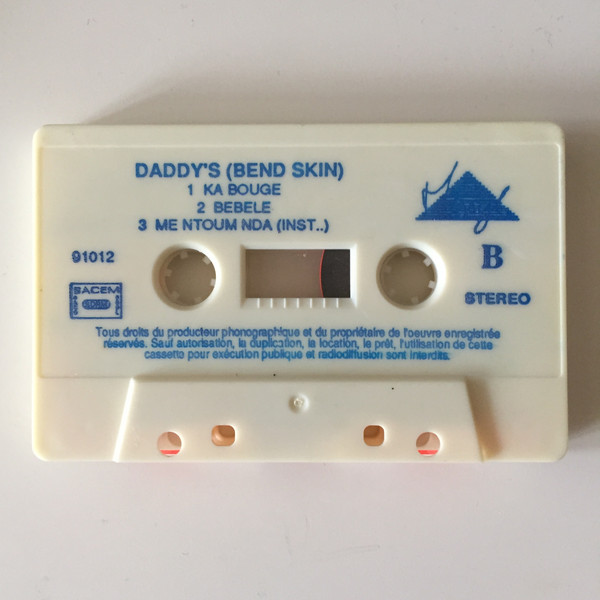 DADDY'S (BEND SKIN)
1 KA BOUGE
2 BEBELE
3 ME NTOUM NDA (INST..)
91012
B
SACEM
STEREO
Tous droits du producteur phonographique et du propriétaire de l'oeuvre enregistrée
réservés. Sauf autorisation, la duplication, la location, le prêt, l'utilisation de cette
cassette pour exécution publique et radiodiffusion sont interdits.